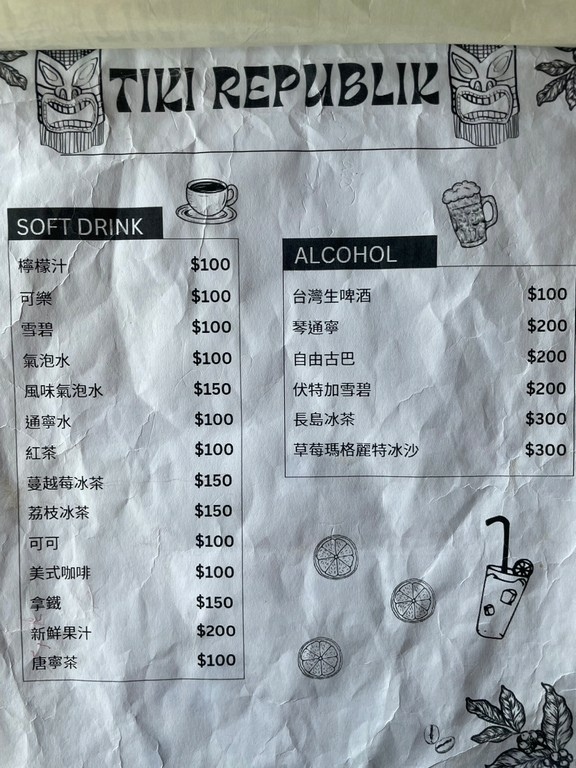 TIKI REPUBLIK
SOFT DRINK
檸檬汁 $100
可樂 $100
雪碧 $100
氣泡水 $100
風味氣泡水 $150
通寧水 $100
紅茶 $100
蔓越莓冰茶 $150
荔枝冰茶 $150
可可 $100
美式咖啡 $100
拿鐵 $150
新鮮果汁 $200
唐寧茶 $100
ALCOHOL
台灣生啤酒 $100
琴通寧 $200
自由古巴 $200
伏特加雪碧 $200
長島冰茶 $300
草莓瑪格麗特冰沙 $300